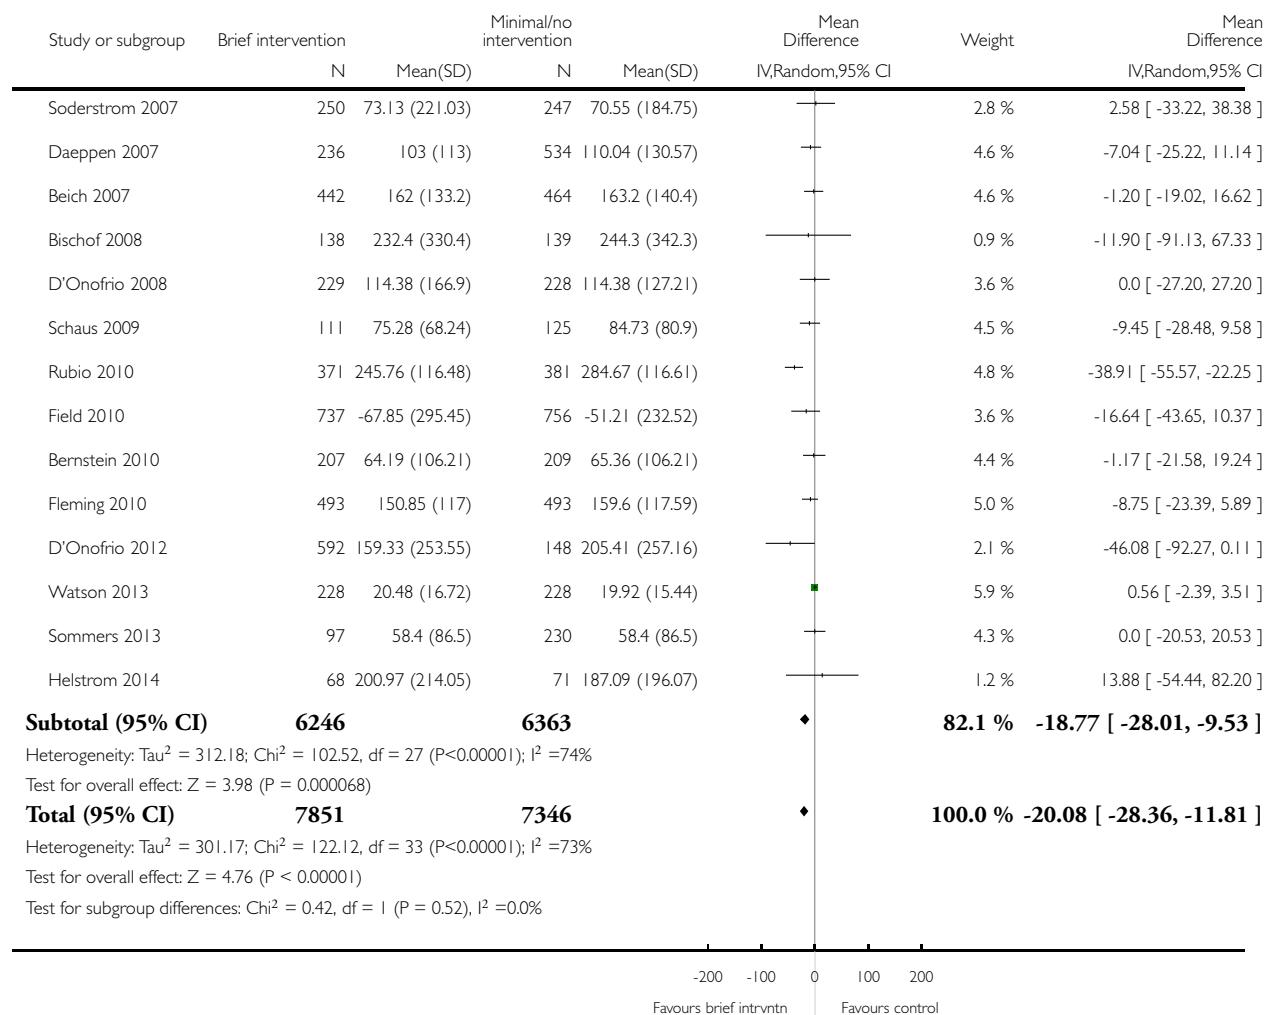 Minimal/no Mean Mean
Study or subgroup Brief intervention intervention Difference Weight Difference
N Mean(SD) N Mean(SD) IV,Random,95% CI IV,Random,95% CI
Soderstrom 2007 250 73.13 (221.03) 247 70.55 (184.75) 2.8 % 2.58 [ -33.22, 38.38 ]
Daeppen 2007 236 103 (113) 534 110.04 (130.57) 4.6 % -7.04 [ -25.22, 11.14 ]
Beich 2007 442 162 (133.2) 464 163.2 (140.4) 4.6 % -1.20 [ -19.02, 16.62 ]
Bischof 2008 138 232.4 (330.4) 139 244.3 (342.3) 0.9 % -11.90 [ -91.13, 67.33 ]
D'Onofrio 2008 229 114.38 (166.9) 228 114.38 (127.21) 3.6 % 0.0 [ -27.20, 27.20 ]
Schaus 2009 111 75.28 (68.24) 125 84.73 (80.9) 4.5 % -9.45 [ -28.48, 9.58 ]
Rubio 2010 371 245.76 (116.48) 381 284.67 (116.61) 4.8 % -38.91 [ -55.57, -22.25 ]
Field 2010 737 -67.85 (295.45) 756 -51.21 (232.52) 3.6 % -16.64 [ -43.65, 10.37 ]
Bernstein 2010 207 64.19 (106.21) 209 65.36 (106.21) 4.4 % -1.17 [ -21.58, 19.24 ]
Fleming 2010 493 150.85 (117) 493 159.6 (117.59) 5.0 % -8.75 [ -23.39, 5.89 ]
D'Onofrio 2012 592 159.33 (253.55) 148 205.41 (257.16) 2.1 % -46.08 [ -92.27, 0.11 ]
Watson 2013 228 20.48 (16.72) 228 19.92 (15.44) 5.9 % 0.56 [ -2.39, 3.51 ]
Sommers 2013 97 58.4 (86.5) 230 58.4 (86.5) 4.3 % 0.0 [ -20.53, 20.53 ]
Helstrom 2014 68 200.97 (214.05) 71 187.09 (196.07) 1.2 % 13.88 [ -54.44, 82.20 ]
Subtotal (95% CI) 6246 6363 82.1 % -18.77 [ -28.01, -9.53 ]
Heterogeneity: Tau² = 312.18; Chi² = 102.52, df = 27 (P<0.00001); I² =74%
Test for overall effect: Z = 3.98 (P = 0.000068)
Total (95% CI) 7851 7346 100.0 % -20.08 [ -28.36, -11.81 ]
Heterogeneity: Tau² = 301.17; Chi² = 122.12, df = 33 (P<0.00001); I² =73%
Test for overall effect: Z = 4.76 (P < 0.00001)
Test for subgroup differences: Chi² = 0.42, df = 1 (P = 0.52), I² =0.0%
-200 -100 0 100 200
Favours brief intrvntn Favours control